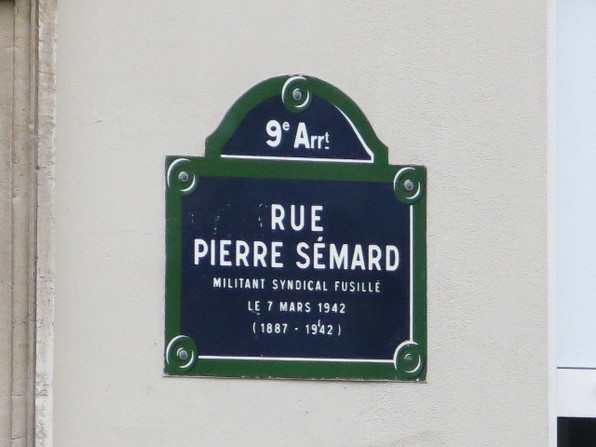 9e Arrt
RUE
PIERRE SÉMARD
MILITANT SYNDICAL FUSILLÉ
LE 7 MARS 1942
(1887 - 1942)